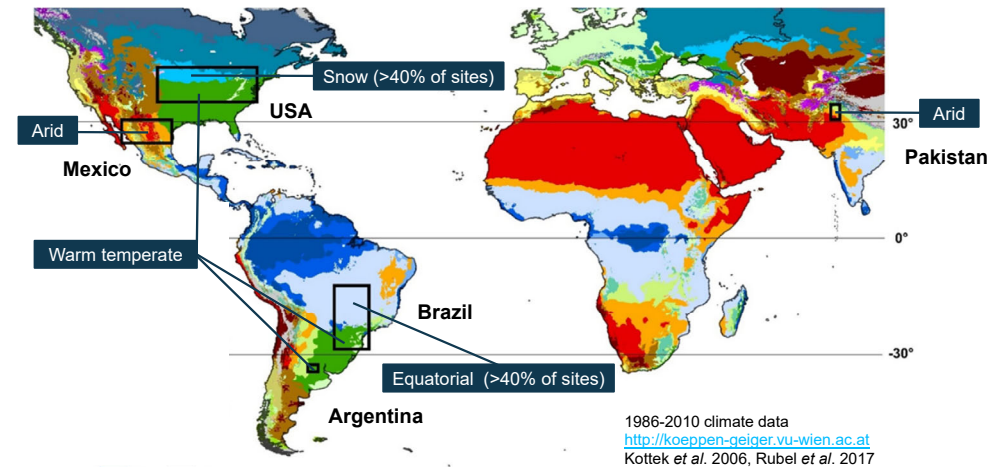 Snow (>40% of sites)
USA
Arid
Arid
30°
Mexico
Pakistan
Warm temperate
0°
Brazil
-30°
Equatorial (>40% of sites)
Argentina
1986-2010 climate data
http://koeppen-geiger.vu-wien.ac.at
Kottek et al. 2006, Rubel et al. 2017